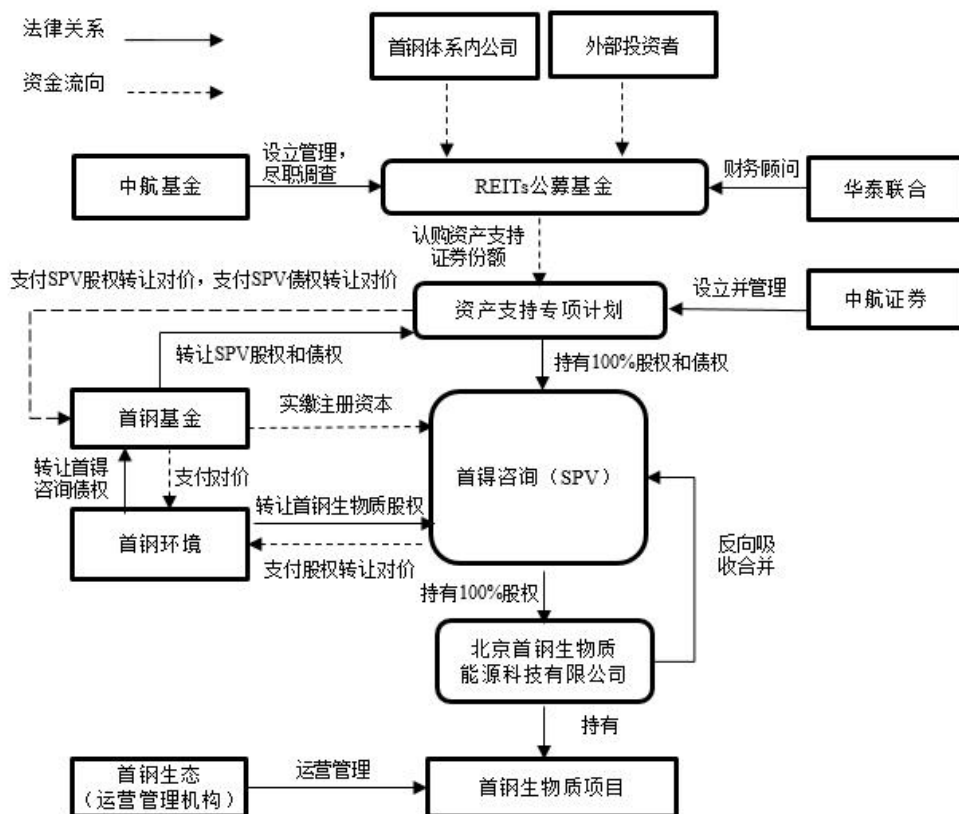 法律关系
资金流向
首钢体系内公司
外部投资者
中航基金
设立管理，
尽职调查
REITs公募基金
财务顾问
华泰联合
认购资产支持
证券份额
支付SPV股权转让对价，支付SPV债权转让对价
资产支持专项计划
设立并管理
中航证券
转让SPV股权和债权
持有100%股权和债权
首钢基金
实缴注册资本
首得咨询（SPV）
转让首得
咨询债权
支付对价
首钢环境
转让首钢生物质股权
支付股权转让对价
反向吸
收合并
持有100%股权
北京首钢生物质
能源科技有限公司
持有
首钢生态
（运营管理机构）
运营管理
首钢生物质项目